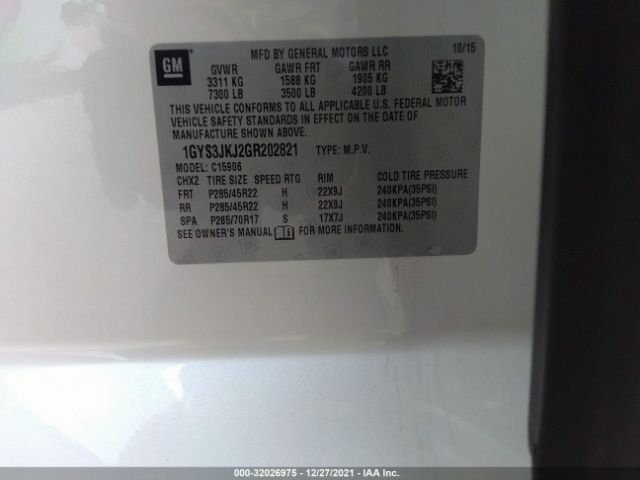 GM
MFD BY GENERAL MOTORS LLC 10/15
GVWR GAWR FRT GAWR RR
3311 KG 1588 KG 1905 KG
7300 LB 3500 LB 4200 LB
THIS VEHICLE CONFORMS TO ALL APPLICABLE U.S. FEDERAL MOTOR
VEHICLE SAFETY STANDARDS IN EFFECT ON THE DATE OF
MANUFACTURE SHOWN ABOVE.
1GYS3JKJ2GR202821 TYPE: M.P.V.
MODEL: C15906
CHX2 TIRE SIZE SPEED RTG RIM COLD TIRE PRESSURE
FRT P285/45R22 H 22X9J 240KPA(35PSI)
RR P285/45R22 H 22X9J 240KPA(35PSI)
SPA P265/70R17 S 17X7J 240KPA(35PSI)
SEE OWNER'S MANUAL FOR MORE INFORMATION
000-32026975 - 12/27/2021 - IAA Inc.